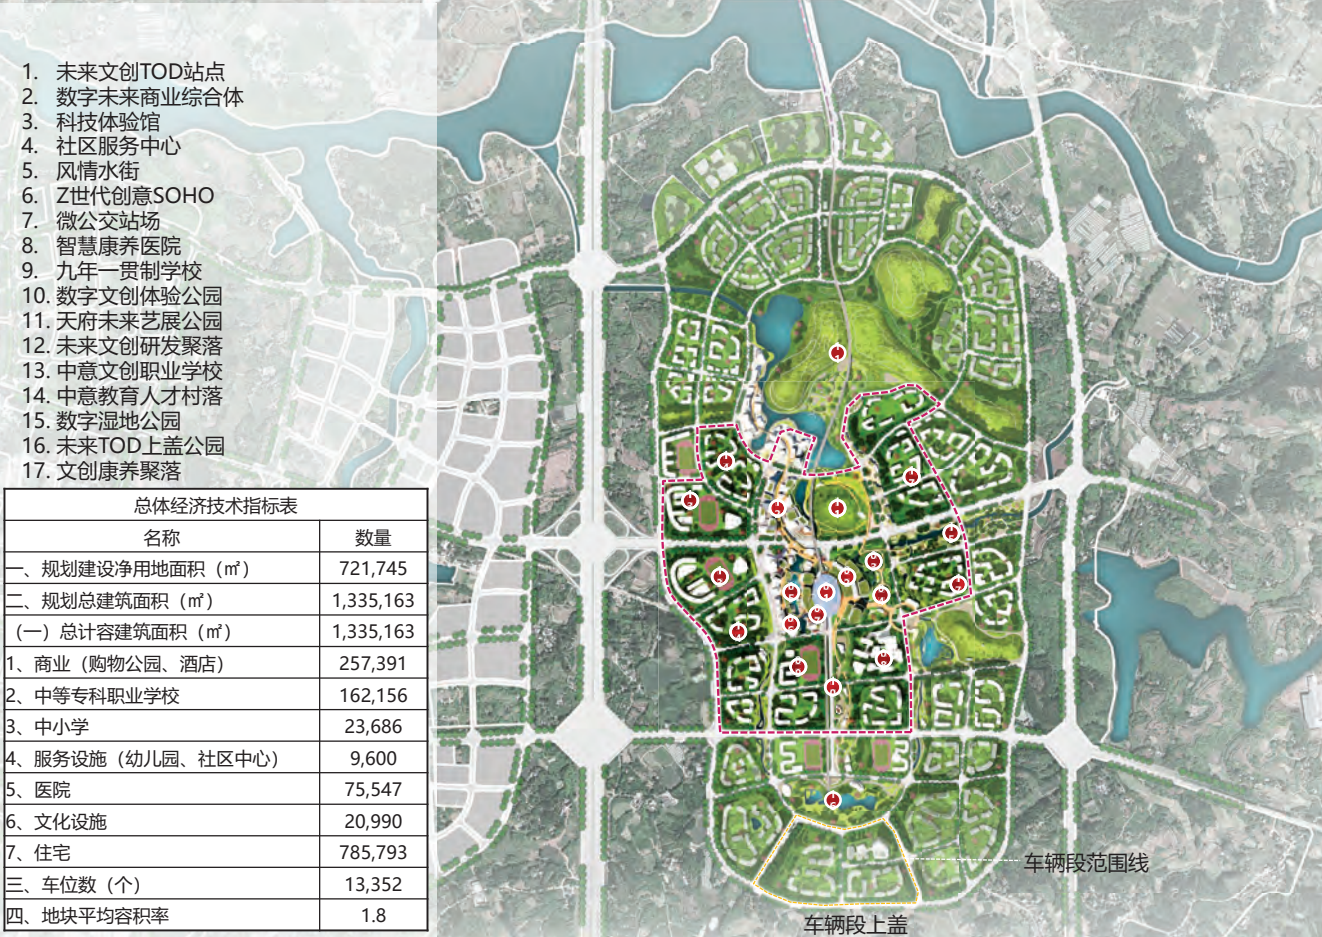 1. 未来文创TOD站点
2. 数字未来商业综合体
3. 科技体验馆
4. 社区服务中心
5. 风情水街
6. Z世代创意SOHO
7. 微公交站场
8. 智慧康养医院
9. 九年一贯制学校
10. 数字文创体验公园
11. 天府未来艺展公园
12. 未来文创研发聚落
13. 中意文创职业学校
14. 中意教育人才村落
15. 数字湿地公园
16. 未来TOD上盖公园
17. 文创康养聚落
总体经济技术指标表
名称 数量
一、规划建设净用地面积（㎡） 721,745
二、规划总建筑面积（㎡） 1,335,163
（一）总计容建筑面积（㎡） 1,335,163
1、商业（购物公园、酒店） 257,391
2、中等专科职业学校 162,156
3、中小学 23,686
4、服务设施（幼儿园、社区中心） 9,600
5、医院 75,547
6、文化设施 20,990
7、住宅 785,793
三、车位数（个） 13,352
四、地块平均容积率 1.8
车辆段范围线
车辆段上盖